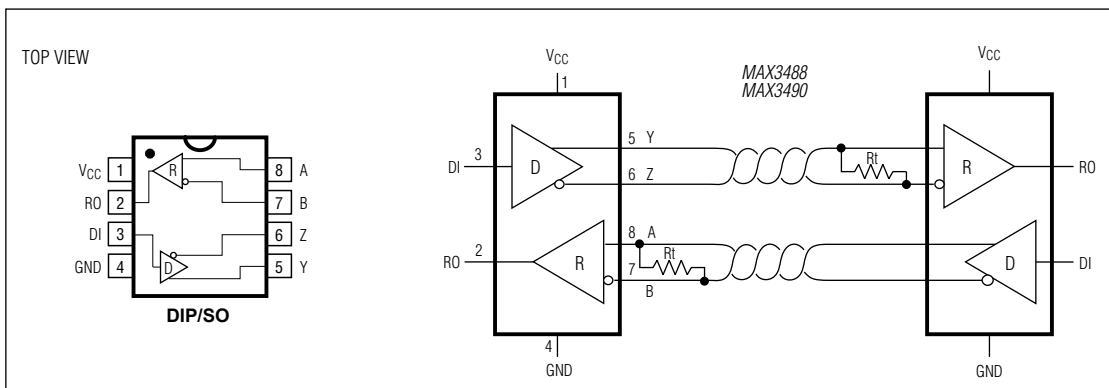 TOP VIEW
VCC 1
RO 2
DI 3
GND 4
8 A
7 B
6 Z
5 Y
R
D
DIP/SO
MAX3488
MAX3490
VCC
1
DI 3
D
5 Y
6 Z
Rt
R
RO
VCC
RO 2
R
8 A
Rt
7
B
D
DI
4
GND
GND